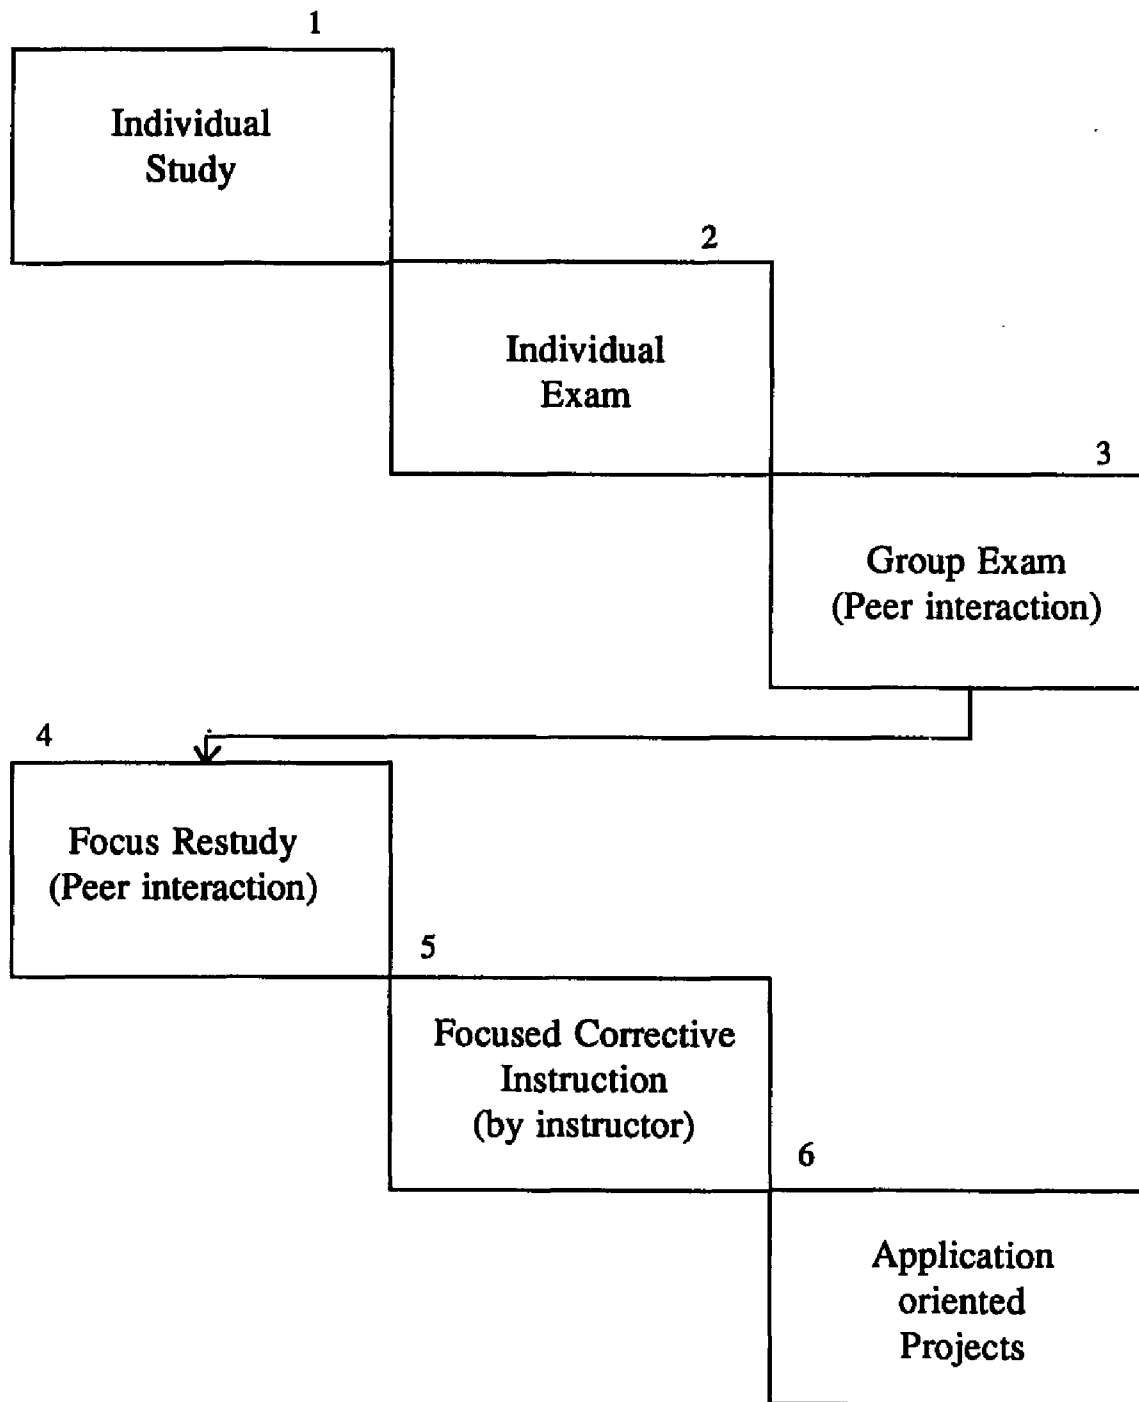 1
Individual
Study
2
Individual
Exam
3
Group Exam
(Peer interaction)
4
Focus Restudy
(Peer interaction)
5
Focused Corrective
Instruction
(by instructor)
6
Application
oriented
Projects